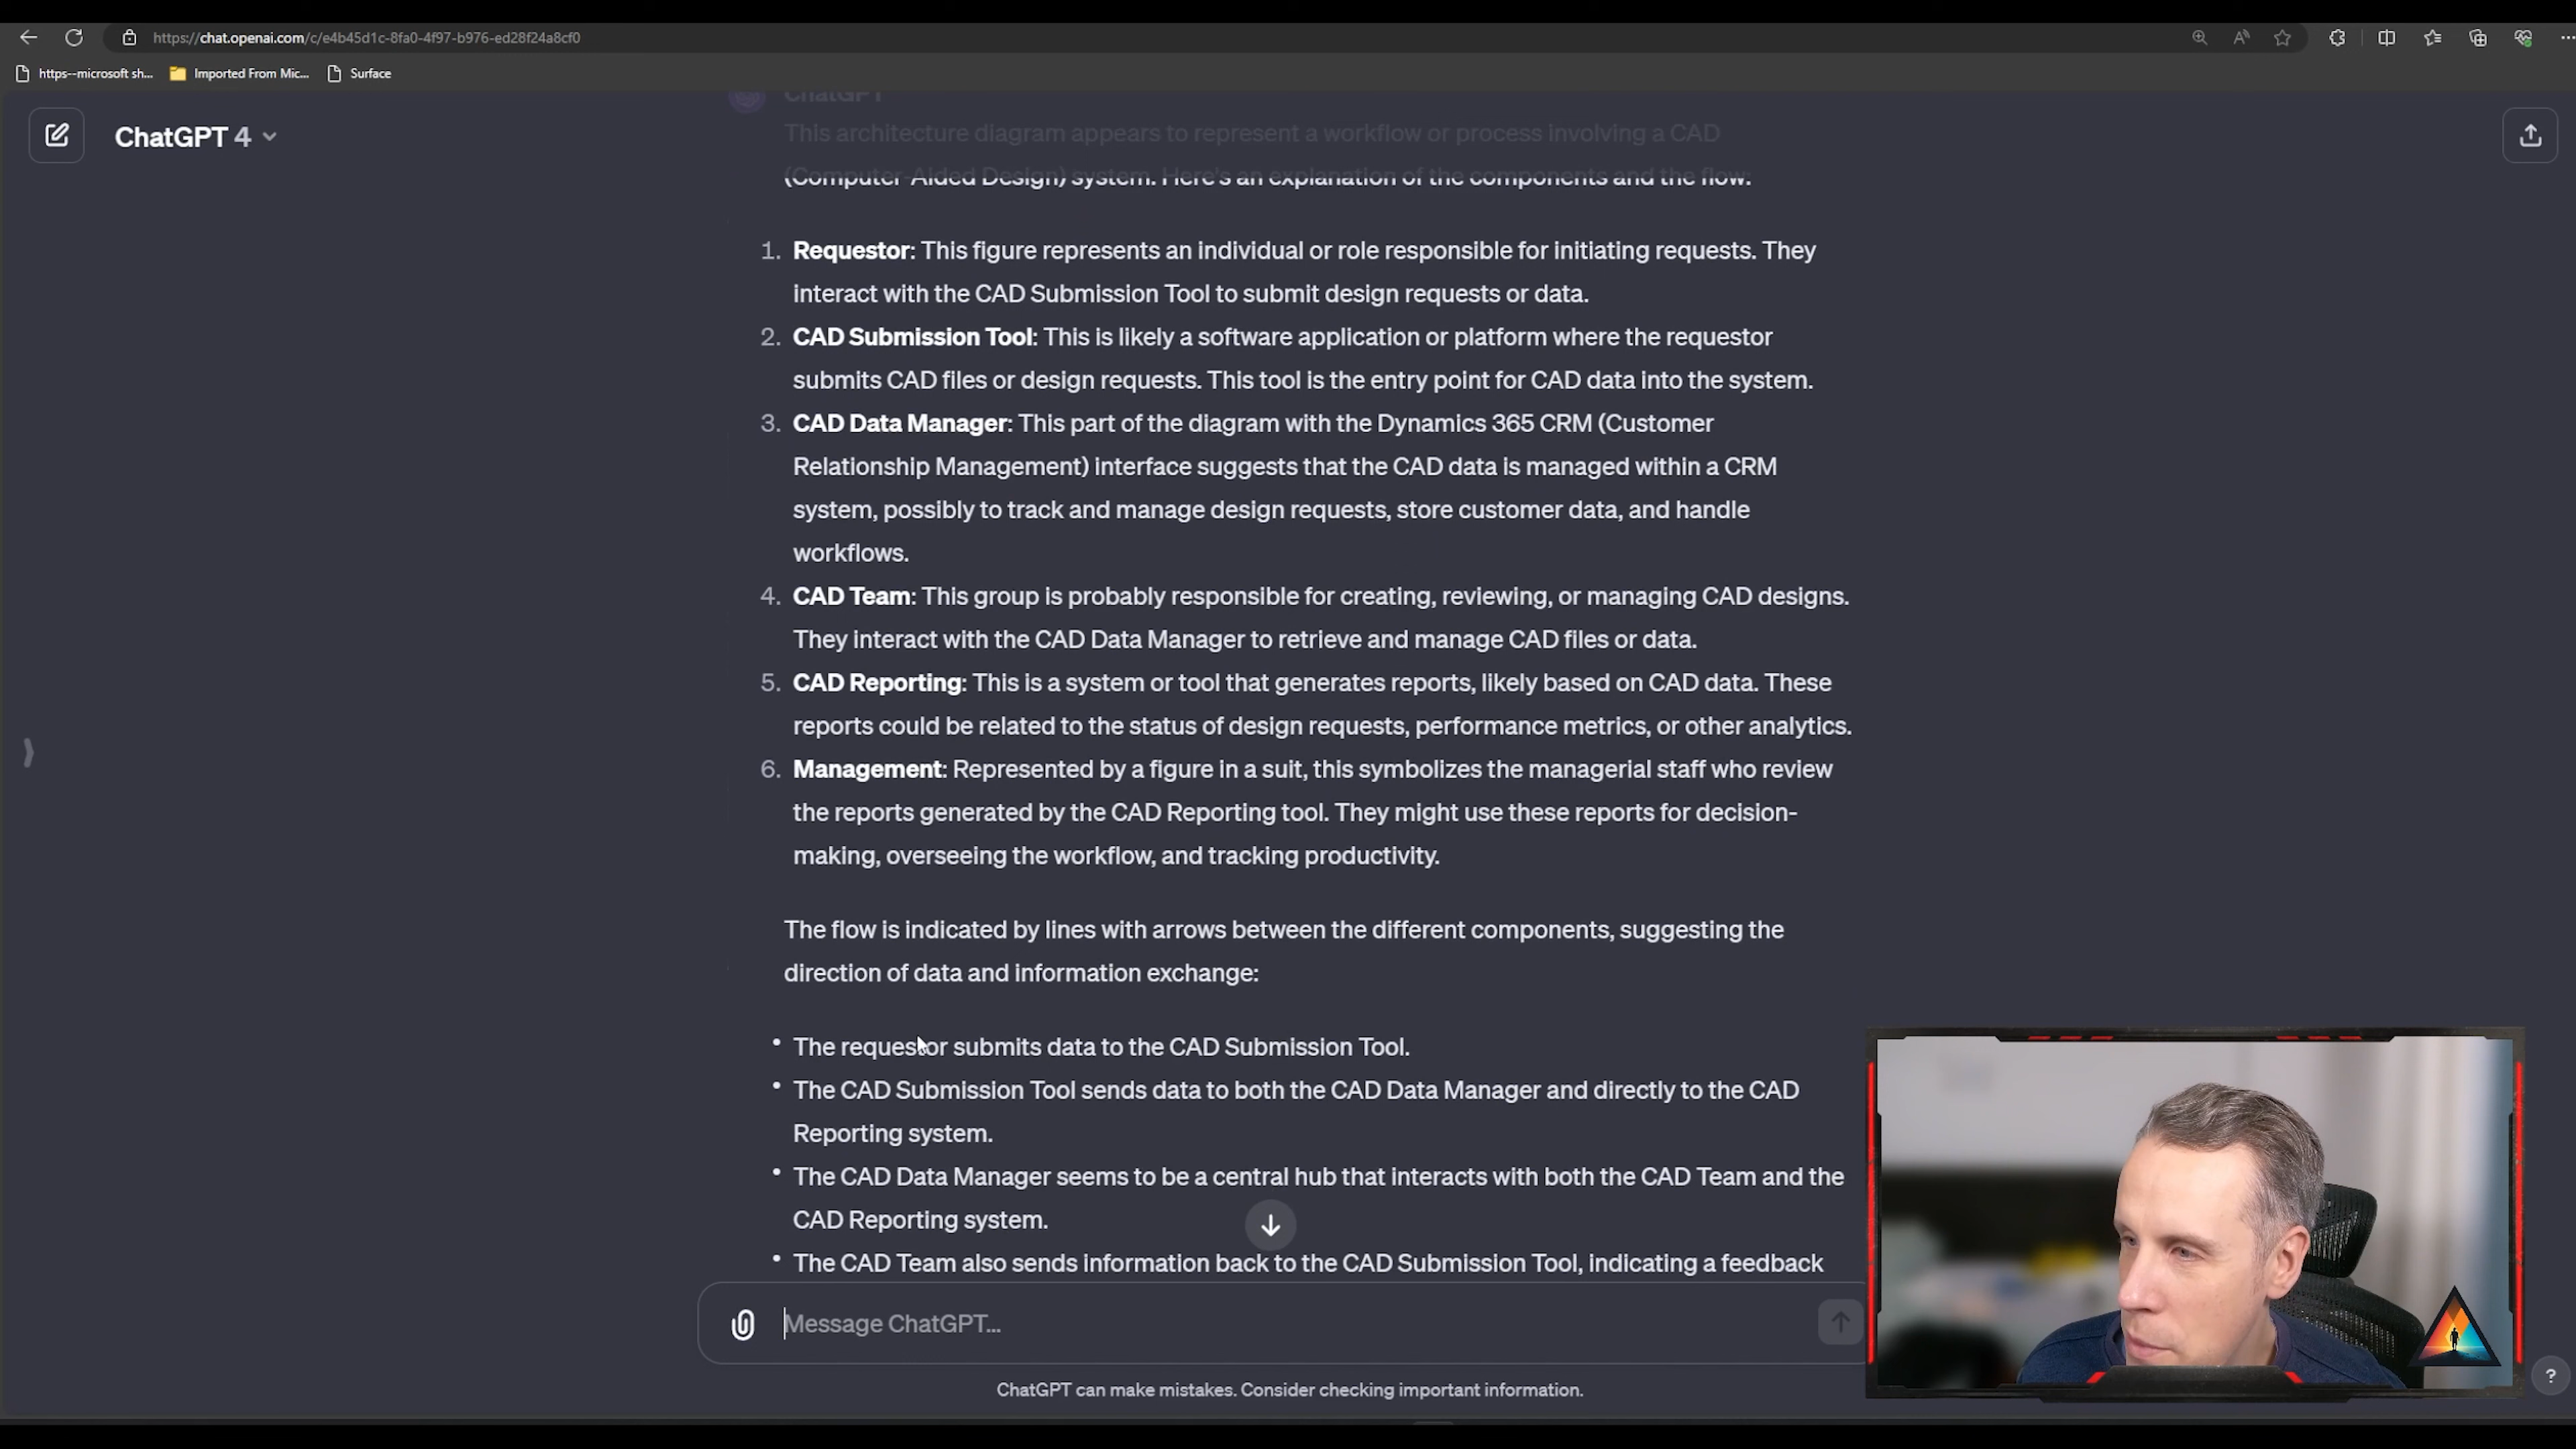 https://chat.openai.com/c/e4b45d1c-8fa0-4f97-b976-ed28f24a8cf0
https--microsoft sh...
Imported From Mic...
Surface
ChatGPT
ChatGPT 4
This architecture diagram appears to represent a workflow or process involving a CAD
(Computer-Aided Design) system. Here's an explanation of the components and the flow:
1. Requestor: This figure represents an individual or role responsible for initiating requests. They
interact with the CAD Submission Tool to submit design requests or data.
2. CAD Submission Tool: This is likely a software application or platform where the requestor
submits CAD files or design requests. This tool is the entry point for CAD data into the system.
3. CAD Data Manager: This part of the diagram with the Dynamics 365 CRM (Customer
Relationship Management) interface suggests that the CAD data is managed within a CRM
system, possibly to track and manage design requests, store customer data, and handle
workflows.
4. CAD Team: This group is probably responsible for creating, reviewing, or managing CAD designs.
They interact with the CAD Data Manager to retrieve and manage CAD files or data.
5. CAD Reporting: This is a system or tool that generates reports, likely based on CAD data. These
reports could be related to the status of design requests, performance metrics, or other analytics.
6. Management: Represented by a figure in a suit, this symbolizes the managerial staff who review
the reports generated by the CAD Reporting tool. They might use these reports for decision-
making, overseeing the workflow, and tracking productivity.
The flow is indicated by lines with arrows between the different components, suggesting the
direction of data and information exchange:
• The requestor submits data to the CAD Submission Tool.
• The CAD Submission Tool sends data to both the CAD Data Manager and directly to the CAD
Reporting system.
• The CAD Data Manager seems to be a central hub that interacts with both the CAD Team and the
CAD Reporting system.
• The CAD Team also sends information back to the CAD Submission Tool, indicating a feedback
Message ChatGPT...
ChatGPT can make mistakes. Consider checking important information.
?